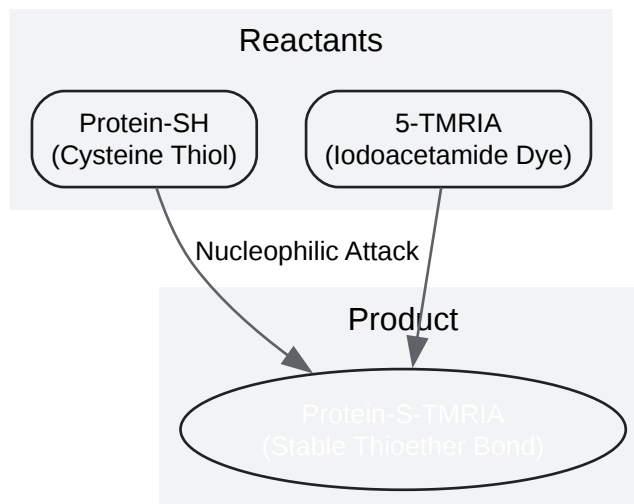 Reactants
Protein-SH
(Cysteine Thiol)
5-TMRIA
(Iodoacetamide Dye)
Nucleophilic Attack
Product
Protein-S-TMRIA
(Stable Thioether Bond)